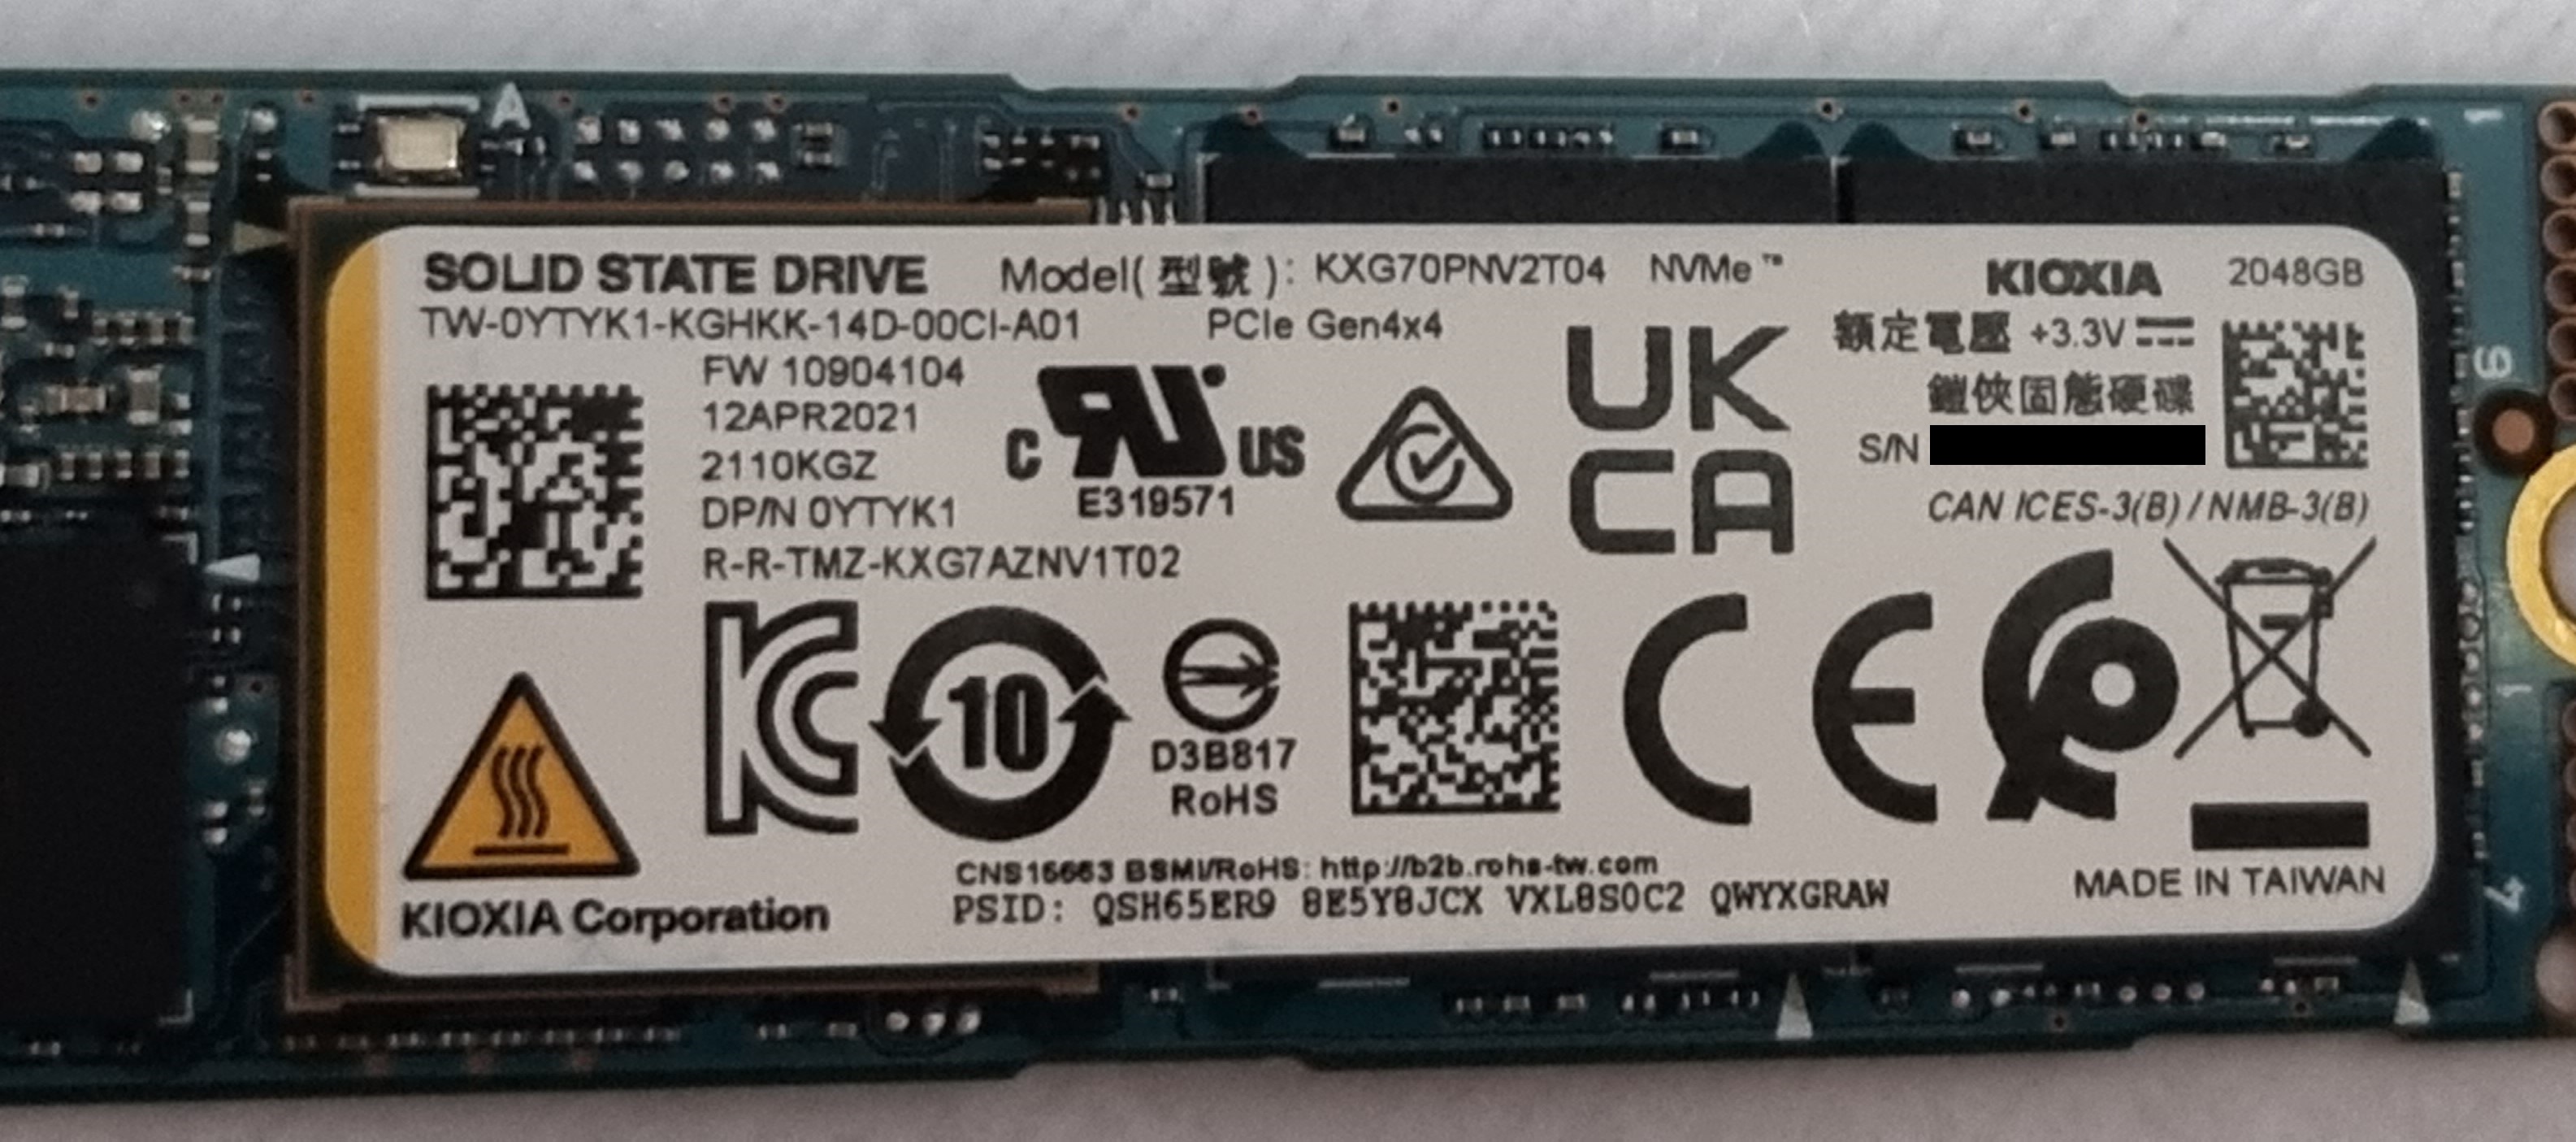 A
SOLID STATE DRIVE Model( 型號 ): KXG70PNV2T04 NVMe™ KIOXIA 2048GB
TW-0YTYK1-KGHKK-14D-00CI-A01 PCIe Gen4x4 額定電壓 +3.3V
FW 10904104
12APR2021
2110KGZ
DP/N 0YTYK1
R-R-TMZ-KXG7AZNV1T02
C RU US
E319571
UK
CA
鎧俠固態硬碟
S/N
CAN ICES-3(B) / NMB-3(B)
KC
10
D3B817
RoHS
CE
CNS15663 BSMI/RoHS: http://b2b.rohs-tw.com
PSID: QSH65ER9 8E5Y8JCX VXL8S0C2 QWYXGRAW
KIOXIA Corporation
MADE IN TAIWAN